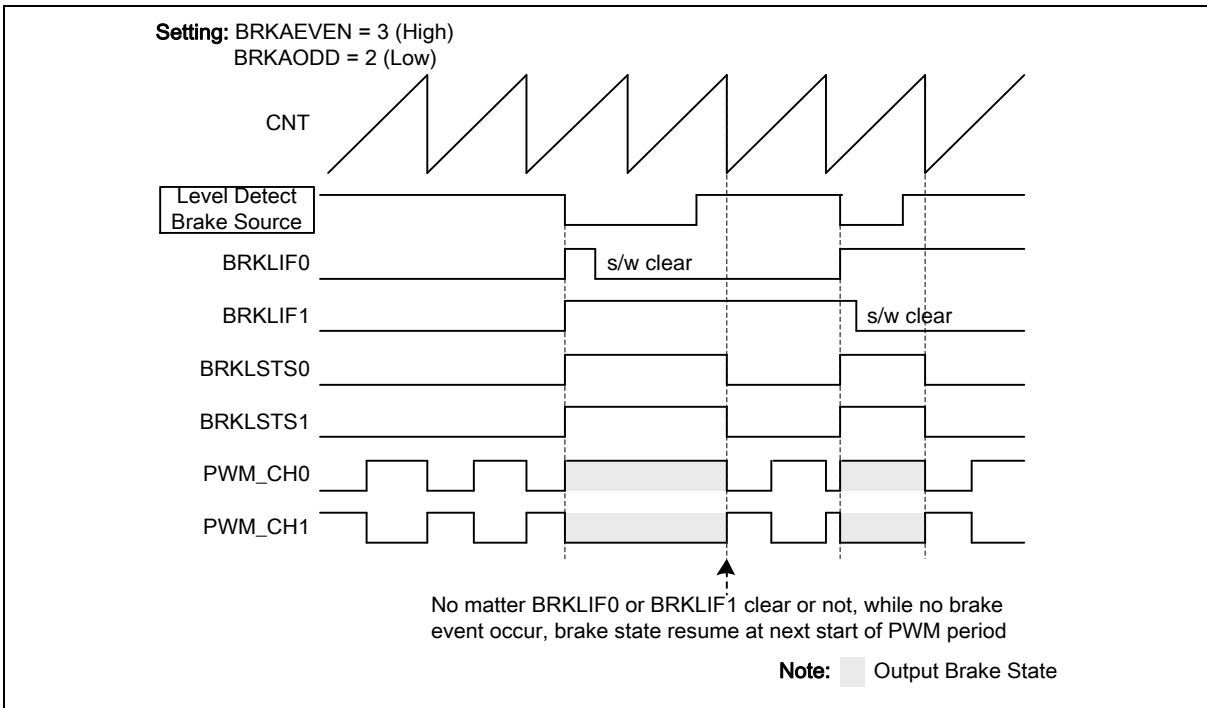 Setting: BRKAEVEN = 3 (High)
BRKAODD = 2 (Low)
CNT
Level Detect
Brake Source
BRKLIF0
s/w clear
BRKLIF1
s/w clear
BRKLSTS0
BRKLSTS1
PWM_CH0
PWM_CH1
No matter BRKLIF0 or BRKLIF1 clear or not, while no brake
event occur, brake state resume at next start of PWM period
Note: Output Brake State